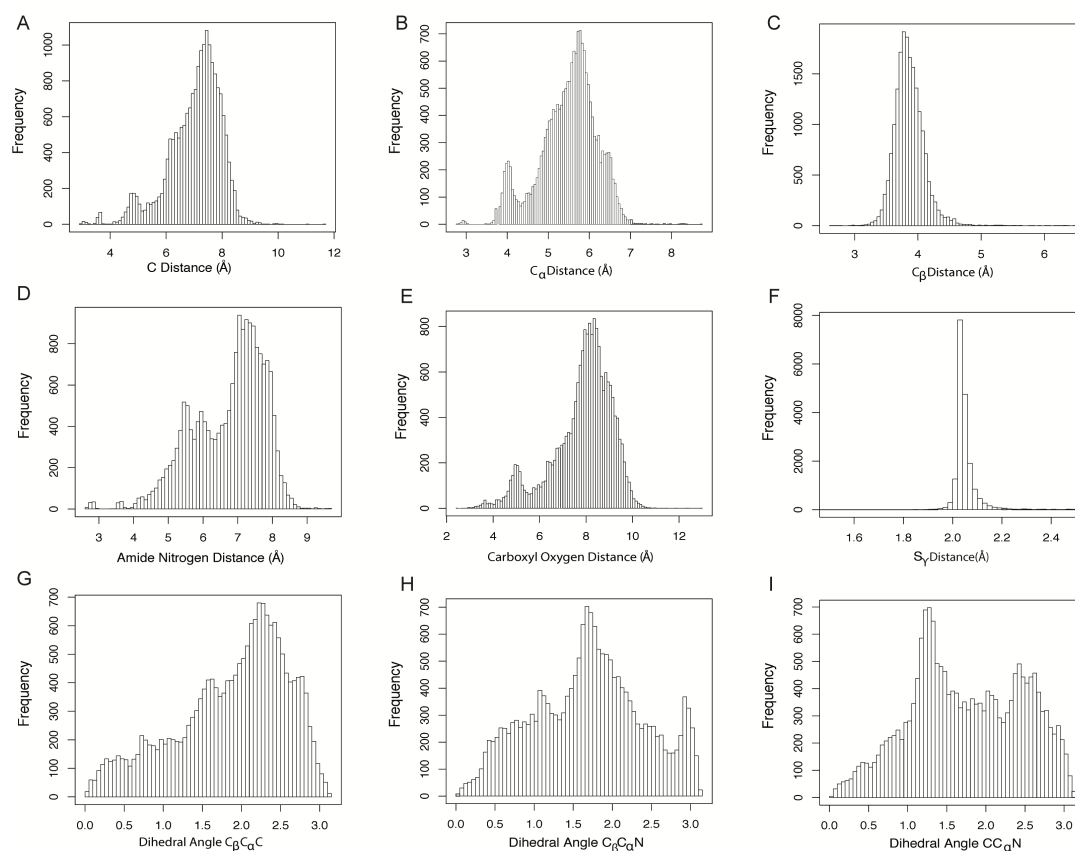 A
Frequency
0 200 400 600 800 1000
4 6 8 10 12
C Distance (Å)
B
Frequency
0 100 200 300 400 500 600 700
3 4 5 6 7 8
CαDistance (Å)
C
Frequency
0 500 1000 1500
3 4 5 6
CβDistance (Å)
D
Frequency
0 200 400 600 800
3 4 5 6 7 8 9
Amide Nitrogen Distance (Å)
E
Frequency
0 200 400 600 800
2 4 6 8 10 12
Carboxyl Oxygen Distance (Å)
F
Frequency
0 2000 4000 6000 8000
1.6 1.8 2.0 2.2 2.4
SγDistance(Å)
G
Frequency
0 100 200 300 400 500 600 700
0.0 0.5 1.0 1.5 2.0 2.5 3.0
Dihedral Angle CβCαC
H
Frequency
0 100 200 300 400 500 600 700
0.0 0.5 1.0 1.5 2.0 2.5 3.0
Dihedral Angle CβCαN
I
Frequency
0 100 200 300 400 500 600 700
0.0 0.5 1.0 1.5 2.0 2.5 3.0
Dihedral Angle CCαN